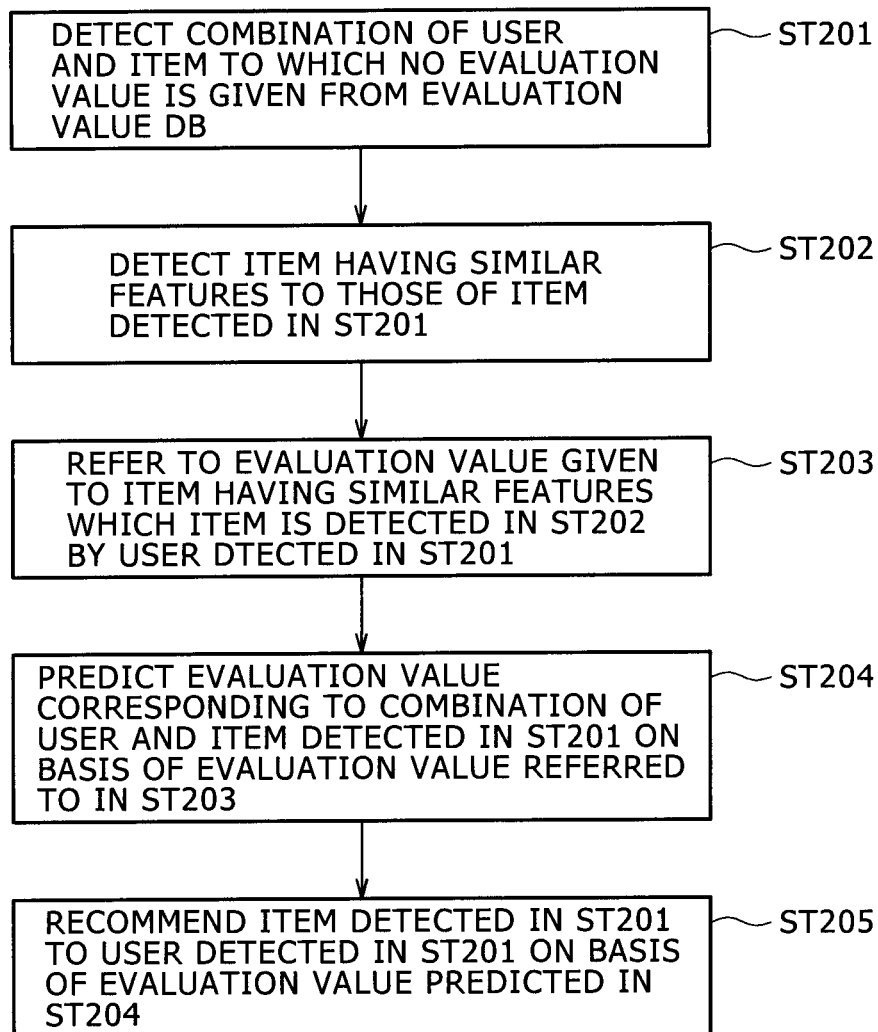 DETECT COMBINATION OF USER
AND ITEM TO WHICH NO EVALUATION
VALUE IS GIVEN FROM EVALUATION
VALUE DB
ST201
DETECT ITEM HAVING SIMILAR
FEATURES TO THOSE OF ITEM
DETECTED IN ST201
ST202
REFER TO EVALUATION VALUE GIVEN
TO ITEM HAVING SIMILAR FEATURES
WHICH ITEM IS DETECTED IN ST202
BY USER DTECTED IN ST201
ST203
PREDICT EVALUATION VALUE
CORRESPONDING TO COMBINATION OF
USER AND ITEM DETECTED IN ST201 ON
BASIS OF EVALUATION VALUE REFERRED
TO IN ST203
ST204
RECOMMEND ITEM DETECTED IN ST201
TO USER DETECTED IN ST201 ON BASIS
OF EVALUATION VALUE PREDICTED IN
ST204
ST205